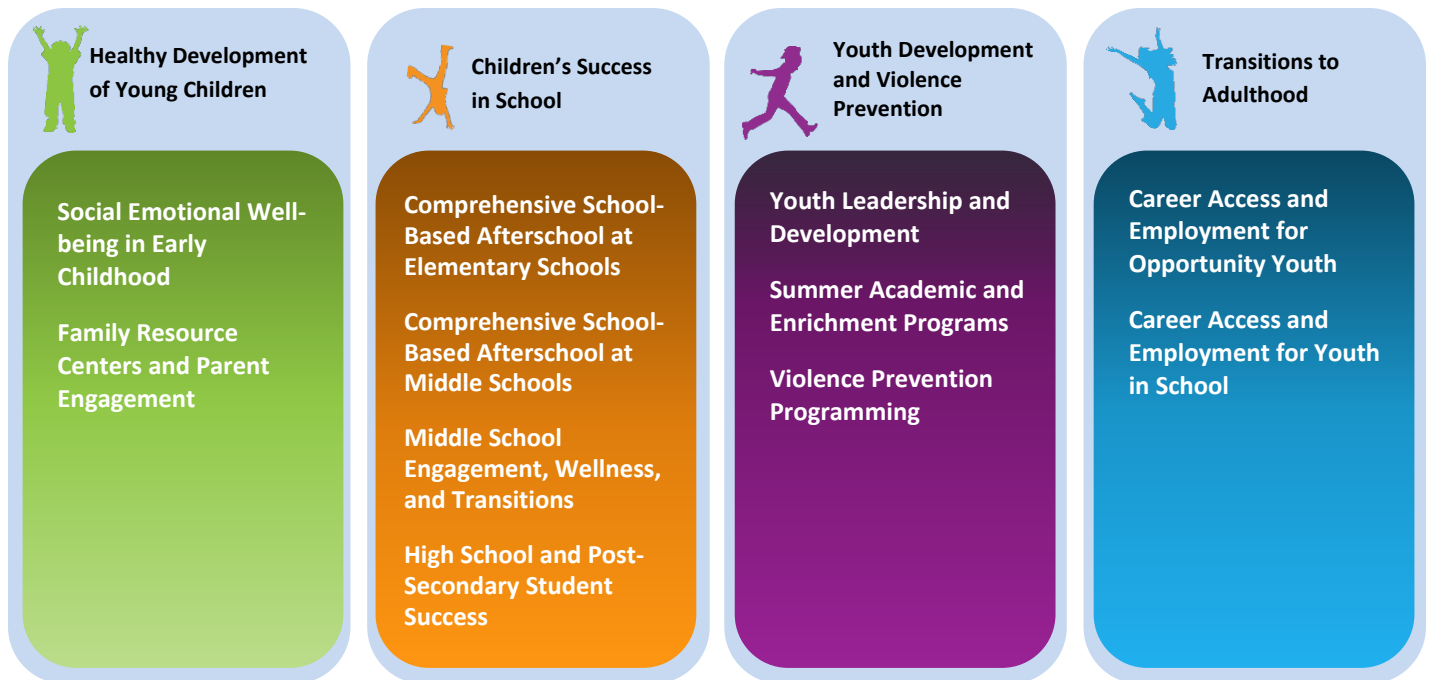 Healthy Development
of Young Children
Social Emotional Well-
being in Early
Childhood
Family Resource
Centers and Parent
Engagement
Children’s Success
in School
Comprehensive School-
Based Afterschool at
Elementary Schools
Comprehensive School-
Based Afterschool at
Middle Schools
Middle School
Engagement, Wellness,
and Transitions
High School and Post-
Secondary Student
Success
Youth Development
and Violence
Prevention
Youth Leadership and
Development
Summer Academic and
Enrichment Programs
Violence Prevention
Programming
Transitions to
Adulthood
Career Access and
Employment for
Opportunity Youth
Career Access and
Employment for Youth
in School